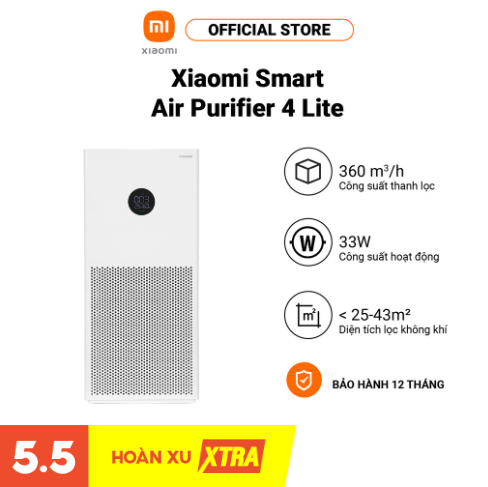 xiaomi
OFFICIAL STORE
Xiaomi Smart
Air Purifier 4 Lite
360 m³/h
Công suất thanh lọc
W
33W
Công suất hoạt động
m²
< 25-43m²
Diện tích lọc không khí
BẢO HÀNH 12 THÁNG
5.5
HOÀN XU XTRA